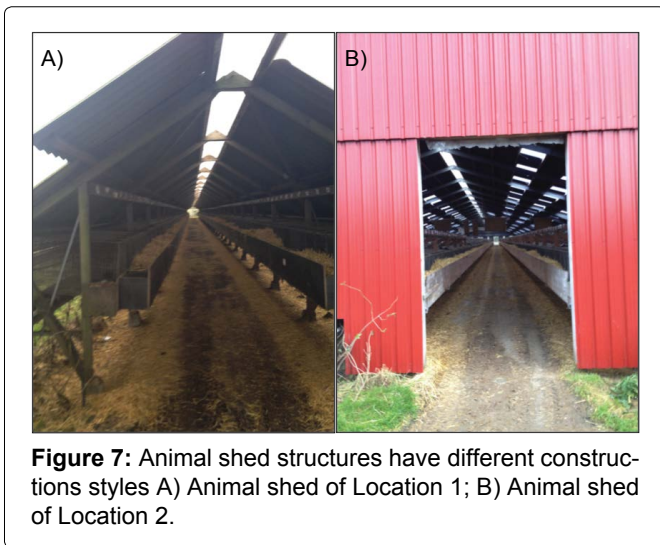 A)
B)
Figure 7: Animal shed structures have different construc-
tions styles A) Animal shed of Location 1; B) Animal shed
of Location 2.